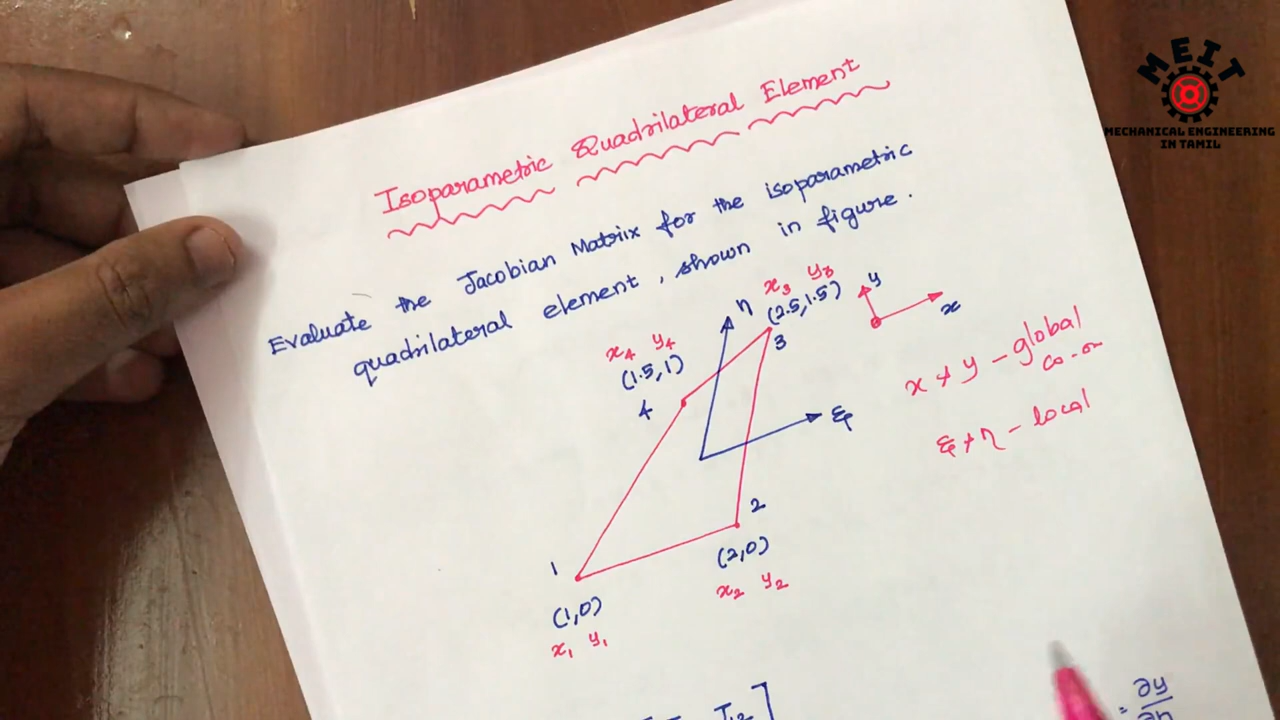 MEIT
MECHANICAL ENGINEERING
IN TAMIL
Isoparametric Quadrilateral Element
Evaluate the Jacobian Matrix for the isoparametric
quadrilateral element, shown in figure.
x₃ y₃
(2.5,1.5)
3
η
y
x
x₄ y₄
(1.5,1)
4
ξ
x & y - global
co-or
ξ & η - local
1
(1,0)
x₁ y₁
2
(2,0)
x₂ y₂
J₁₂]
= ∂y
∂η